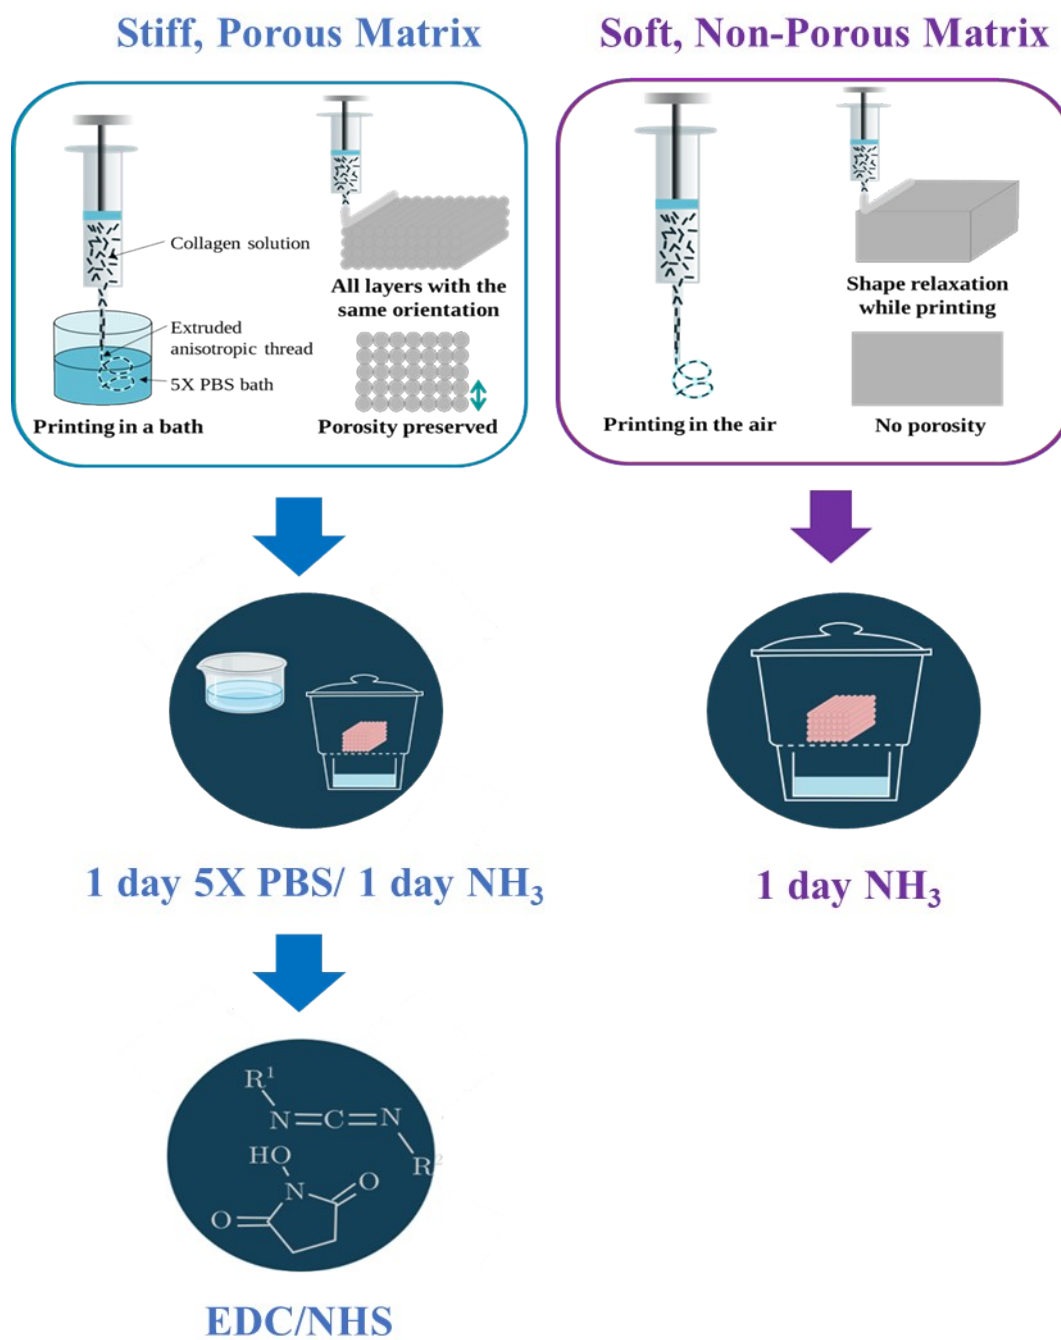 Stiff, Porous Matrix
Collagen solution
Extruded
anisotropic thread
5X PBS bath
Printing in a bath
All layers with the
same orientation
Porosity preserved
Soft, Non-Porous Matrix
Printing in the air
Shape relaxation
while printing
No porosity
1 day 5X PBS/ 1 day NH₃
1 day NH₃
R¹
N=C=N
R²
HO
N
O
O
EDC/NHS